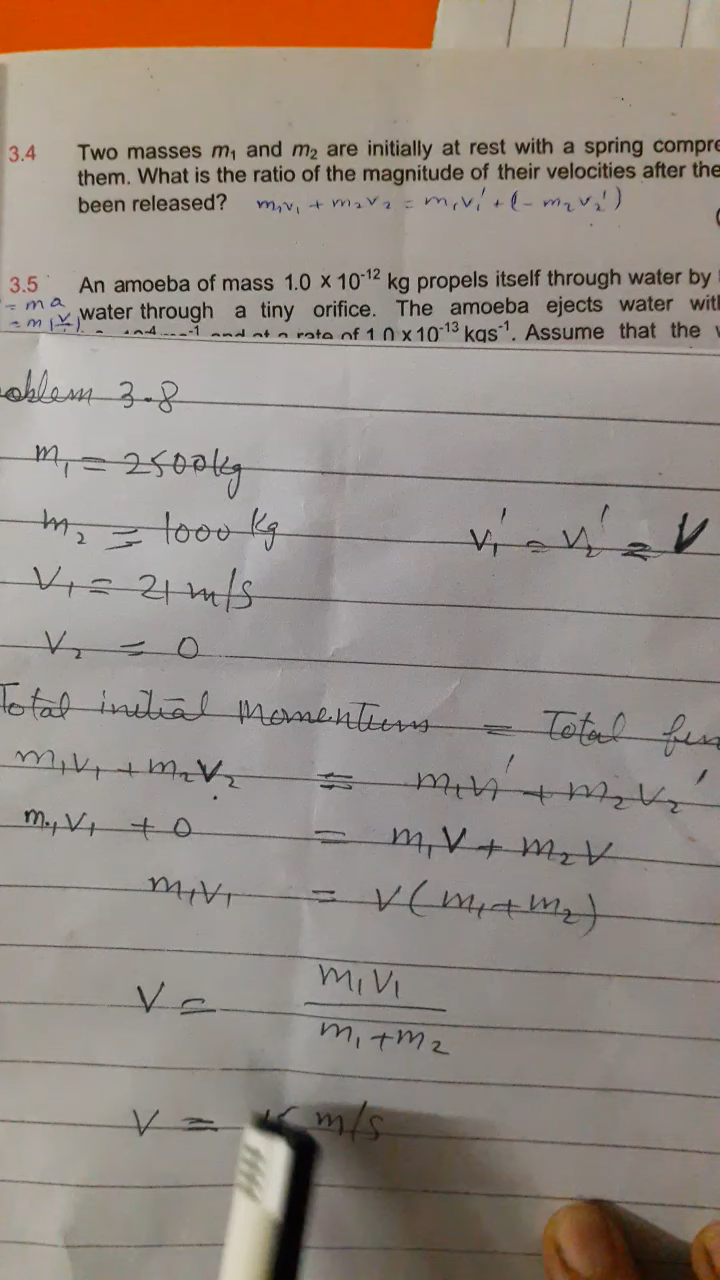 3.4 Two masses m₁ and m₂ are initially at rest with a spring compre
them. What is the ratio of the magnitude of their velocities after the
been released? m₁v₁ + m₂v₂ = m₁v₁' + (- m₂v₂')
3.5 An amoeba of mass 1.0 x 10⁻¹² kg propels itself through water by
= ma water through a tiny orifice. The amoeba ejects water wit
and at a rate of 1.0 x 10⁻¹³ kgs⁻¹. Assume that the
oblem 3.8
m₁ = 2500kg
m₂ = 1000 kg v₁' = v₂' = V
V₁ = 21 m/s
V₂ = 0
Total initial Momentum = Total
m₁v₁ + m₂v₂ = m₁v₁' + m₂v₂'
m₁v₁ + 0 = m₁V + m₂V
m₁v₁ = V(m₁+m₂)
V = m₁v₁
m₁+m₂
V = m/s